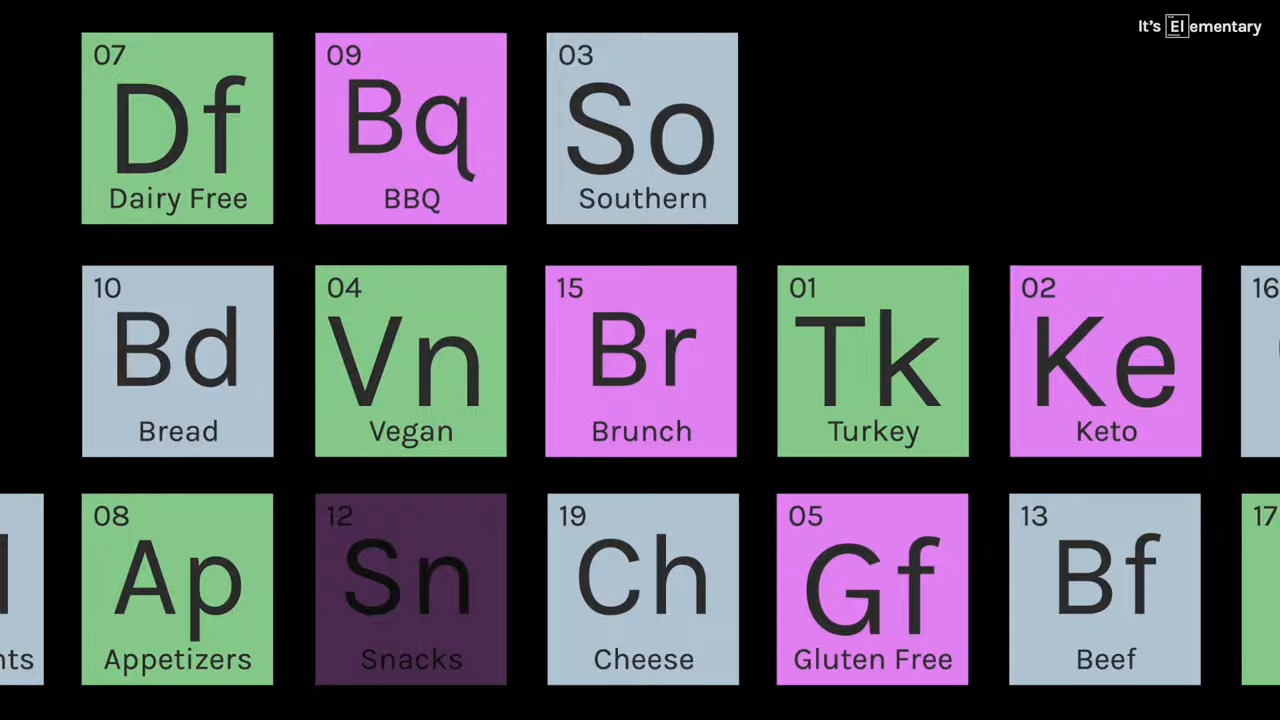 It's Elementary
07
Df
Dairy Free
09
Bq
BBQ
03
So
Southern
10
Bd
Bread
04
Vn
Vegan
15
Br
Brunch
01
Tk
Turkey
02
Ke
Keto
16
08
Ap
Appetizers
12
Sn
Snacks
19
Ch
Cheese
05
Gf
Gluten Free
13
Bf
Beef
17